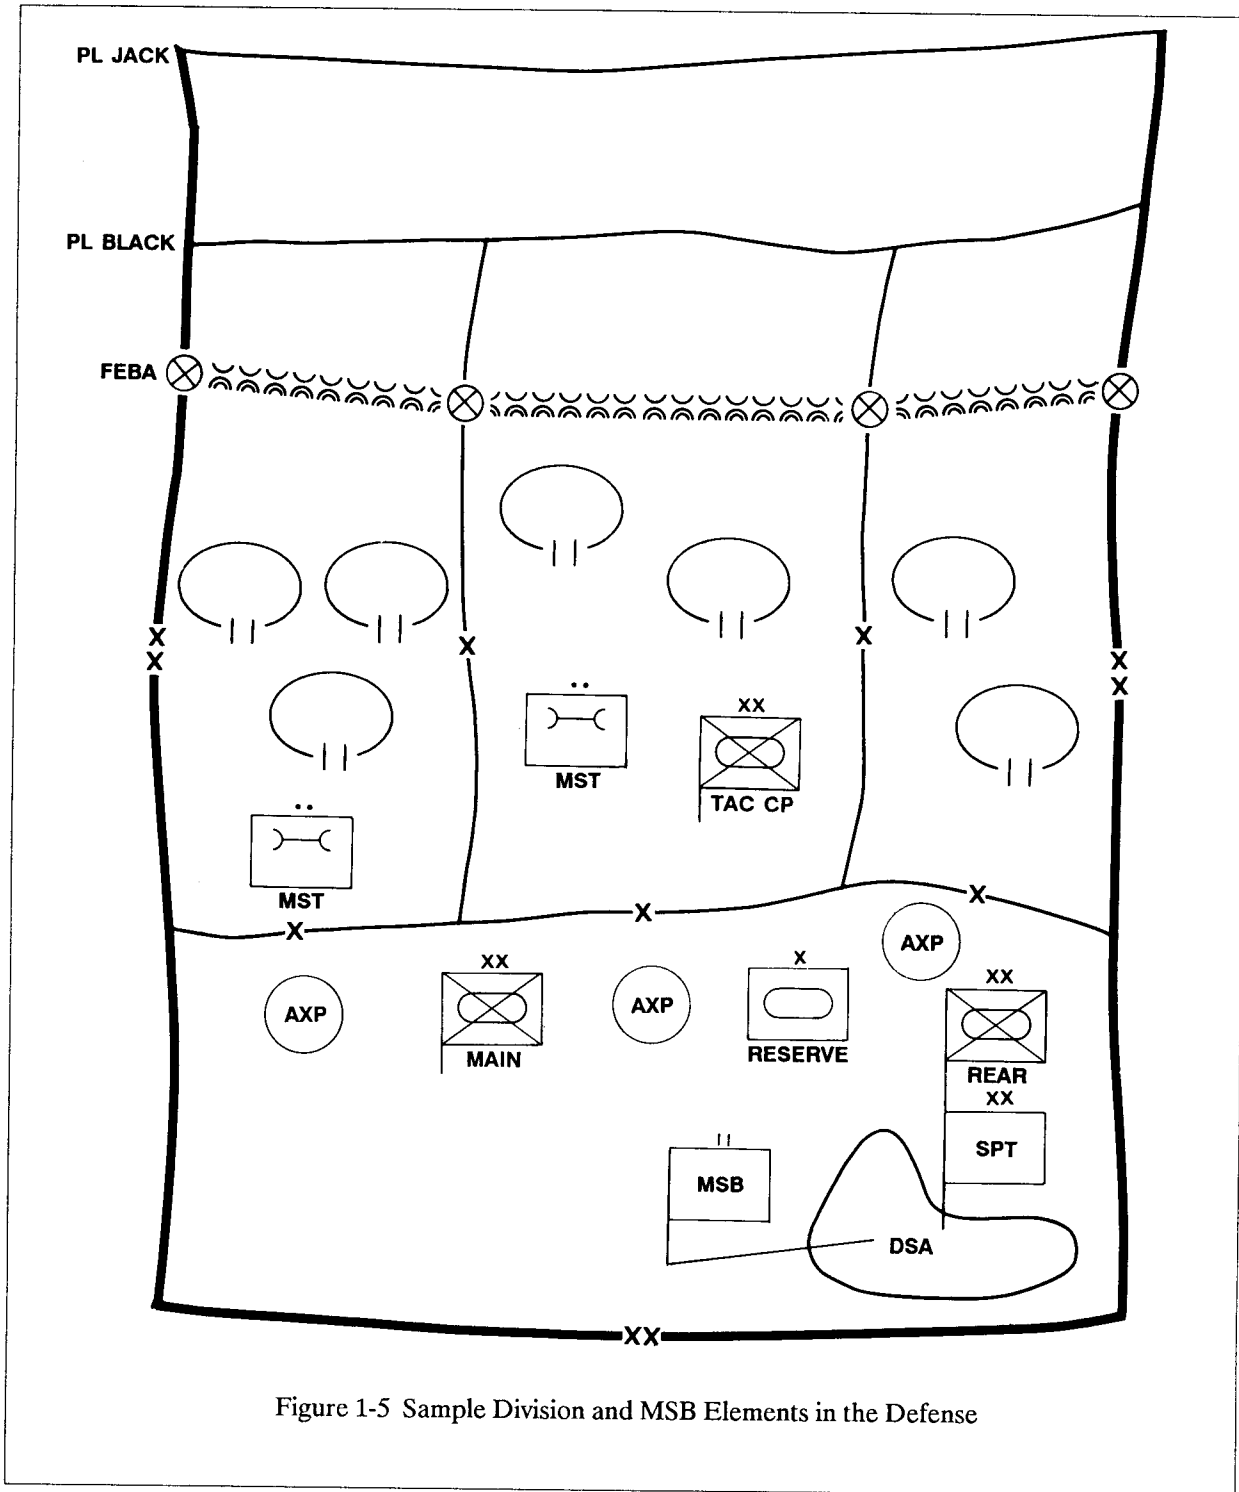 PL JACK
PL BLACK
FEBA
X
X
X
X
X
X
XX
MST
TAC CP
MST
X
X
X
AXP
XX
MAIN
AXP
X
RESERVE
AXP
XX
REAR
XX
SPT
MSB
DSA
XX
Figure 1-5 Sample Division and MSB Elements in the Defense